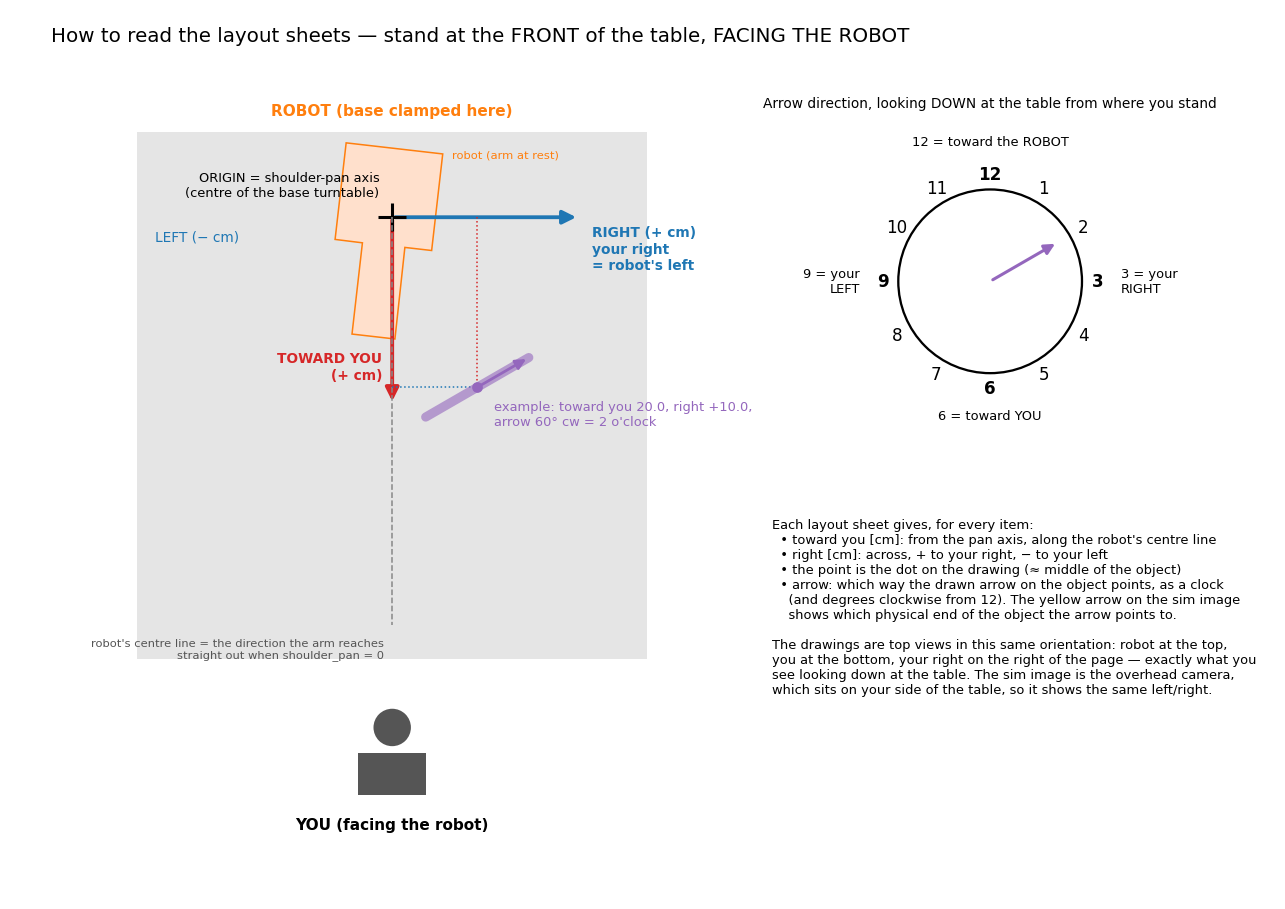 How to read the layout sheets — stand at the FRONT of the table, FACING THE ROBOT
ROBOT (base clamped here)
robot (arm at rest)
ORIGIN = shoulder-pan axis
(centre of the base turntable)
LEFT (− cm)
RIGHT (+ cm)
your right
= robot's left
TOWARD YOU
(+ cm)
example: toward you 20.0, right +10.0,
arrow 60° cw = 2 o'clock
robot's centre line = the direction the arm reaches
straight out when shoulder_pan = 0
YOU (facing the robot)
Arrow direction, looking DOWN at the table from where you stand
12 = toward the ROBOT
12
11
1
10
2
9 = your
LEFT
9
3
3 = your
RIGHT
8
4
7
5
6
6 = toward YOU
Each layout sheet gives, for every item:
• toward you [cm]: from the pan axis, along the robot's centre line
• right [cm]: across, + to your right, − to your left
• the point is the dot on the drawing (≈ middle of the object)
• arrow: which way the drawn arrow on the object points, as a clock
(and degrees clockwise from 12). The yellow arrow on the sim image
shows which physical end of the object the arrow points to.
The drawings are top views in this same orientation: robot at the top,
you at the bottom, your right on the right of the page — exactly what you
see looking down at the table. The sim image is the overhead camera,
which sits on your side of the table, so it shows the same left/right.